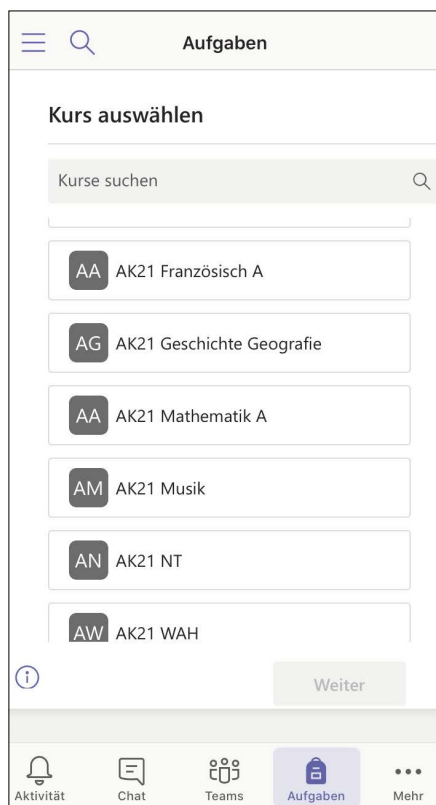 Aufgaben
Kurs auswählen
Kurse suchen
AA AK21 Französisch A
AG AK21 Geschichte Geografie
AA AK21 Mathematik A
AM AK21 Musik
AN AK21 NT
AW AK21 WAH
Weiter
Aktivität Chat Teams Aufgaben Mehr